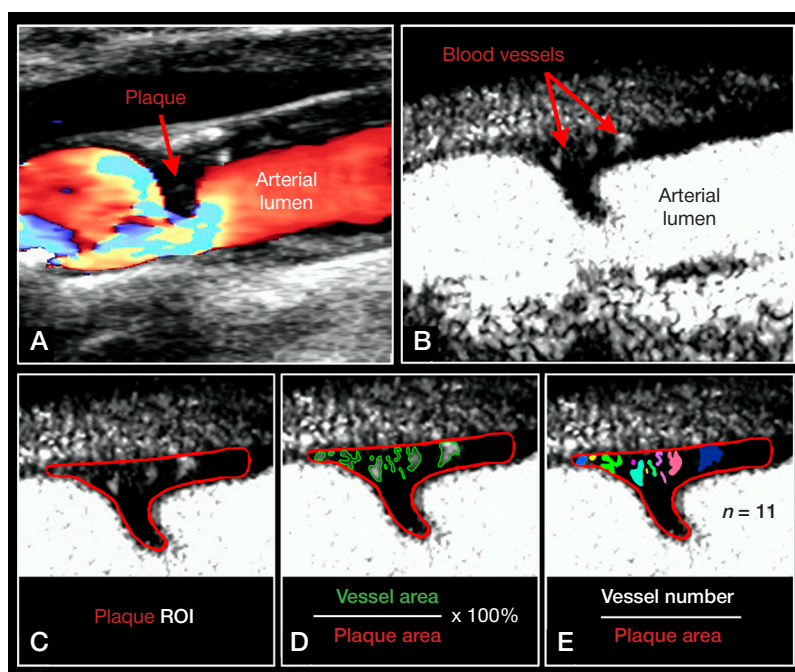 Plaque
Arterial
lumen
A
Blood vessels
Arterial
lumen
B
Plaque ROI
C
Vessel area
Plaque area
x 100%
D
n = 11
Vessel number
Plaque area
E